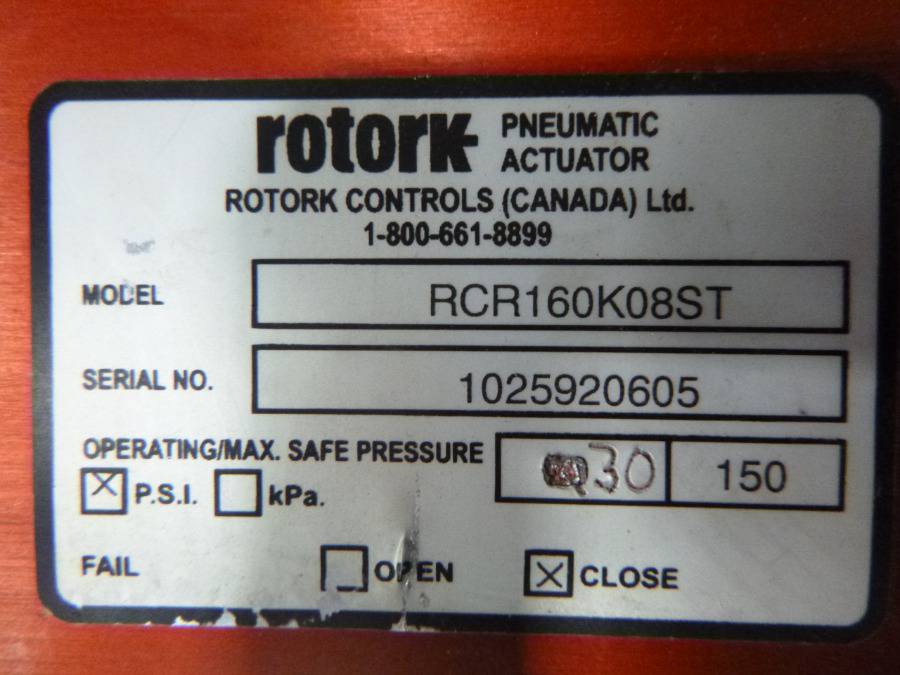 rotork PNEUMATIC ACTUATOR
ROTORK CONTROLS (CANADA) Ltd.
1-800-661-8899
MODEL RCR160K08ST
SERIAL NO. 1025920605
OPERATING/MAX. SAFE PRESSURE 30 150
P.S.I. kPa.
FAIL OPEN CLOSE